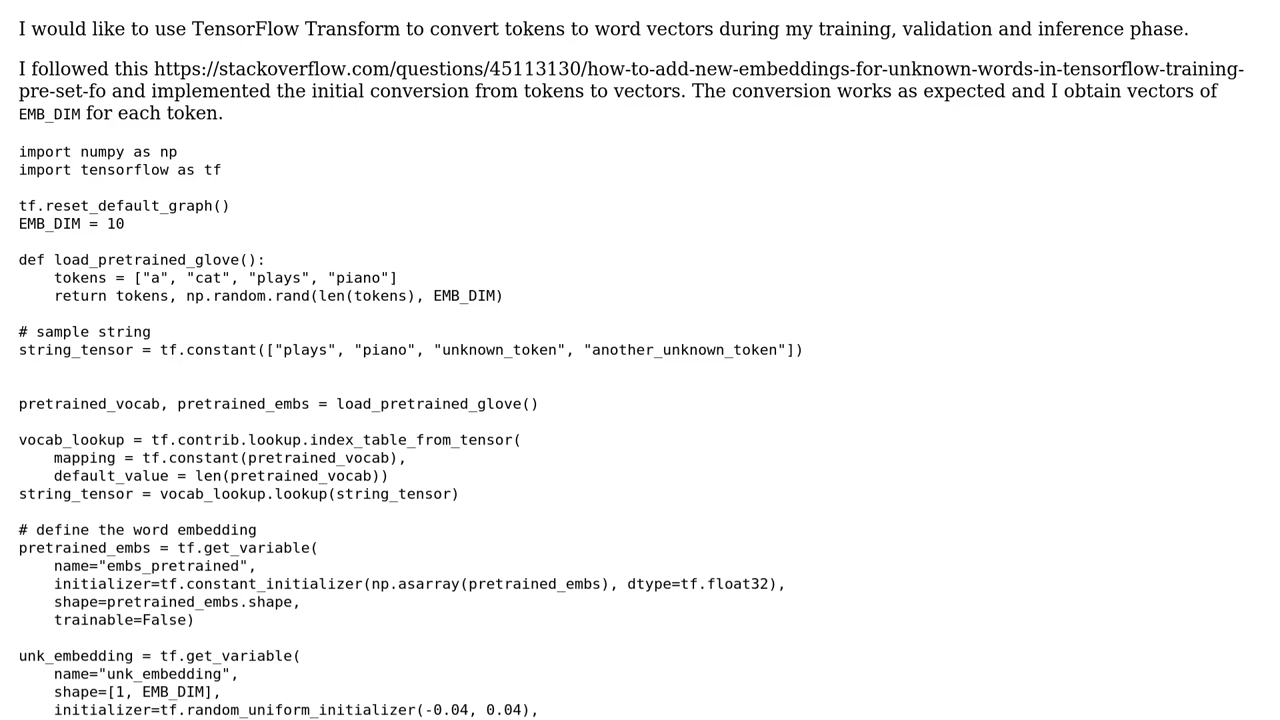 I would like to use TensorFlow Transform to convert tokens to word vectors during my training, validation and inference phase.
I followed this https://stackoverflow.com/questions/45113130/how-to-add-new-embeddings-for-unknown-words-in-tensorflow-training-
pre-set-fo and implemented the initial conversion from tokens to vectors. The conversion works as expected and I obtain vectors of
EMB_DIM for each token.
import numpy as np
import tensorflow as tf
tf.reset_default_graph()
EMB_DIM = 10
def load_pretrained_glove():
    tokens = ["a", "cat", "plays", "piano"]
    return tokens, np.random.rand(len(tokens), EMB_DIM)
# sample string
string_tensor = tf.constant(["plays", "piano", "unknown_token", "another_unknown_token"])
pretrained_vocab, pretrained_embs = load_pretrained_glove()
vocab_lookup = tf.contrib.lookup.index_table_from_tensor(
    mapping = tf.constant(pretrained_vocab),
    default_value = len(pretrained_vocab))
string_tensor = vocab_lookup.lookup(string_tensor)
# define the word embedding
pretrained_embs = tf.get_variable(
    name="embs_pretrained",
    initializer=tf.constant_initializer(np.asarray(pretrained_embs), dtype=tf.float32),
    shape=pretrained_embs.shape,
    trainable=False)
unk_embedding = tf.get_variable(
    name="unk_embedding",
    shape=[1, EMB_DIM],
    initializer=tf.random_uniform_initializer(-0.04, 0.04),